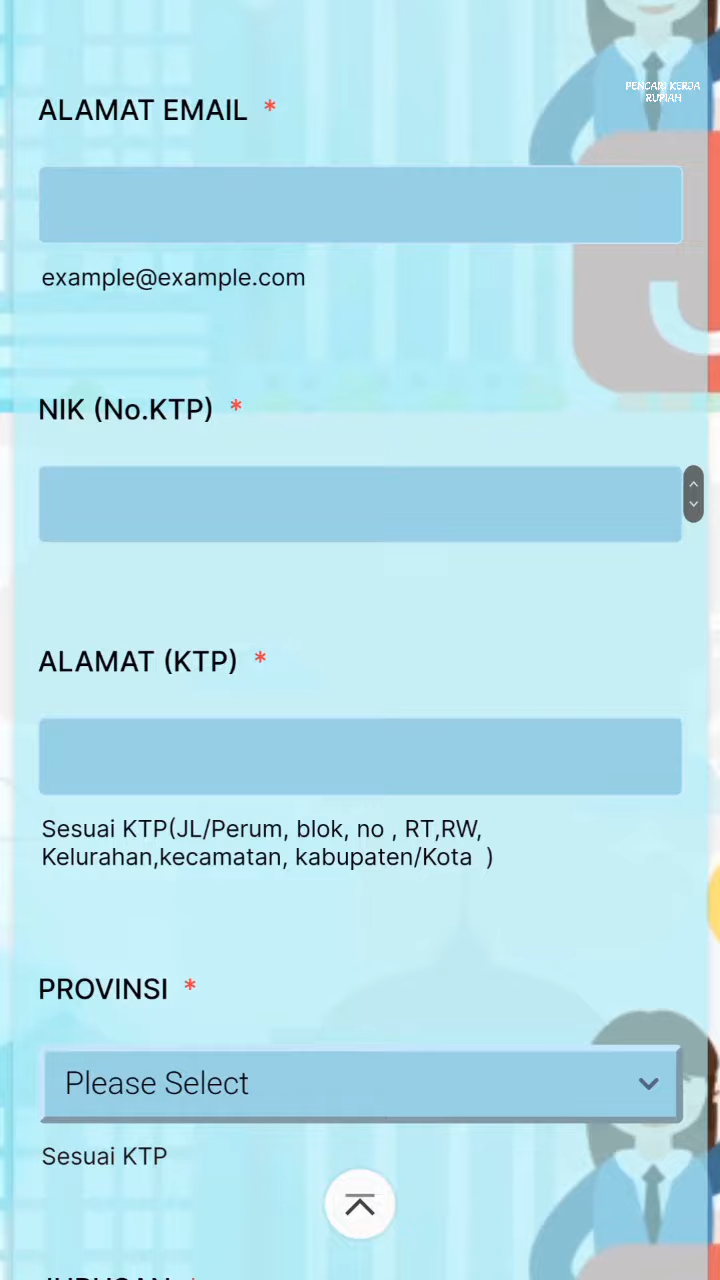 PENCARI KERJA
RUPIAH
ALAMAT EMAIL *
example@example.com
NIK (No.KTP) *
ALAMAT (KTP) *
Sesuai KTP(JL/Perum, blok, no , RT,RW,
Kelurahan,kecamatan, kabupaten/Kota )
PROVINSI *
Please Select
Sesuai KTP